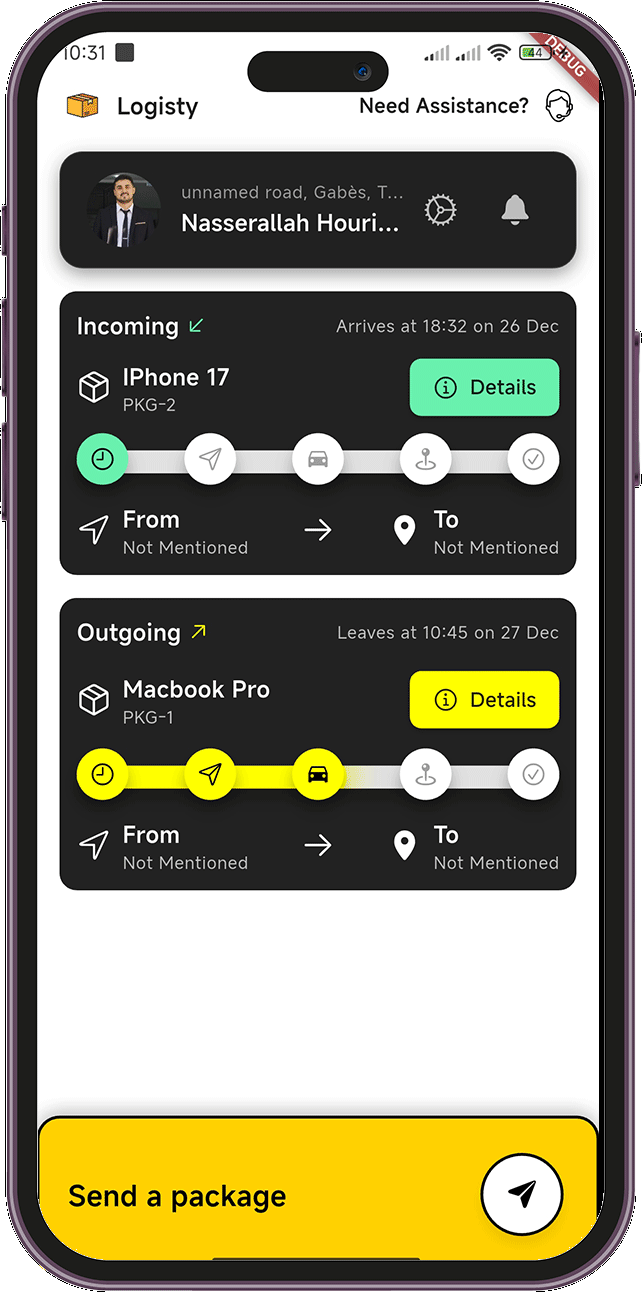 10:31
44
DEBUG
Logisty
Need Assistance?
unnamed road, Gabès, T...
Nasserallah Houri...
Incoming
Arrives at 18:32 on 26 Dec
IPhone 17
PKG-2
Details
From
Not Mentioned
To
Not Mentioned
Outgoing
Leaves at 10:45 on 27 Dec
Macbook Pro
PKG-1
Details
From
Not Mentioned
To
Not Mentioned
Send a package